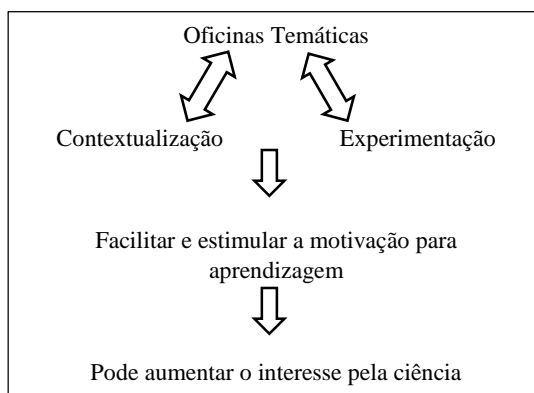 Oficinas Temáticas
Contextualização
Experimentação
Facilitar e estimular a motivação para
aprendizagem
Pode aumentar o interesse pela ciência